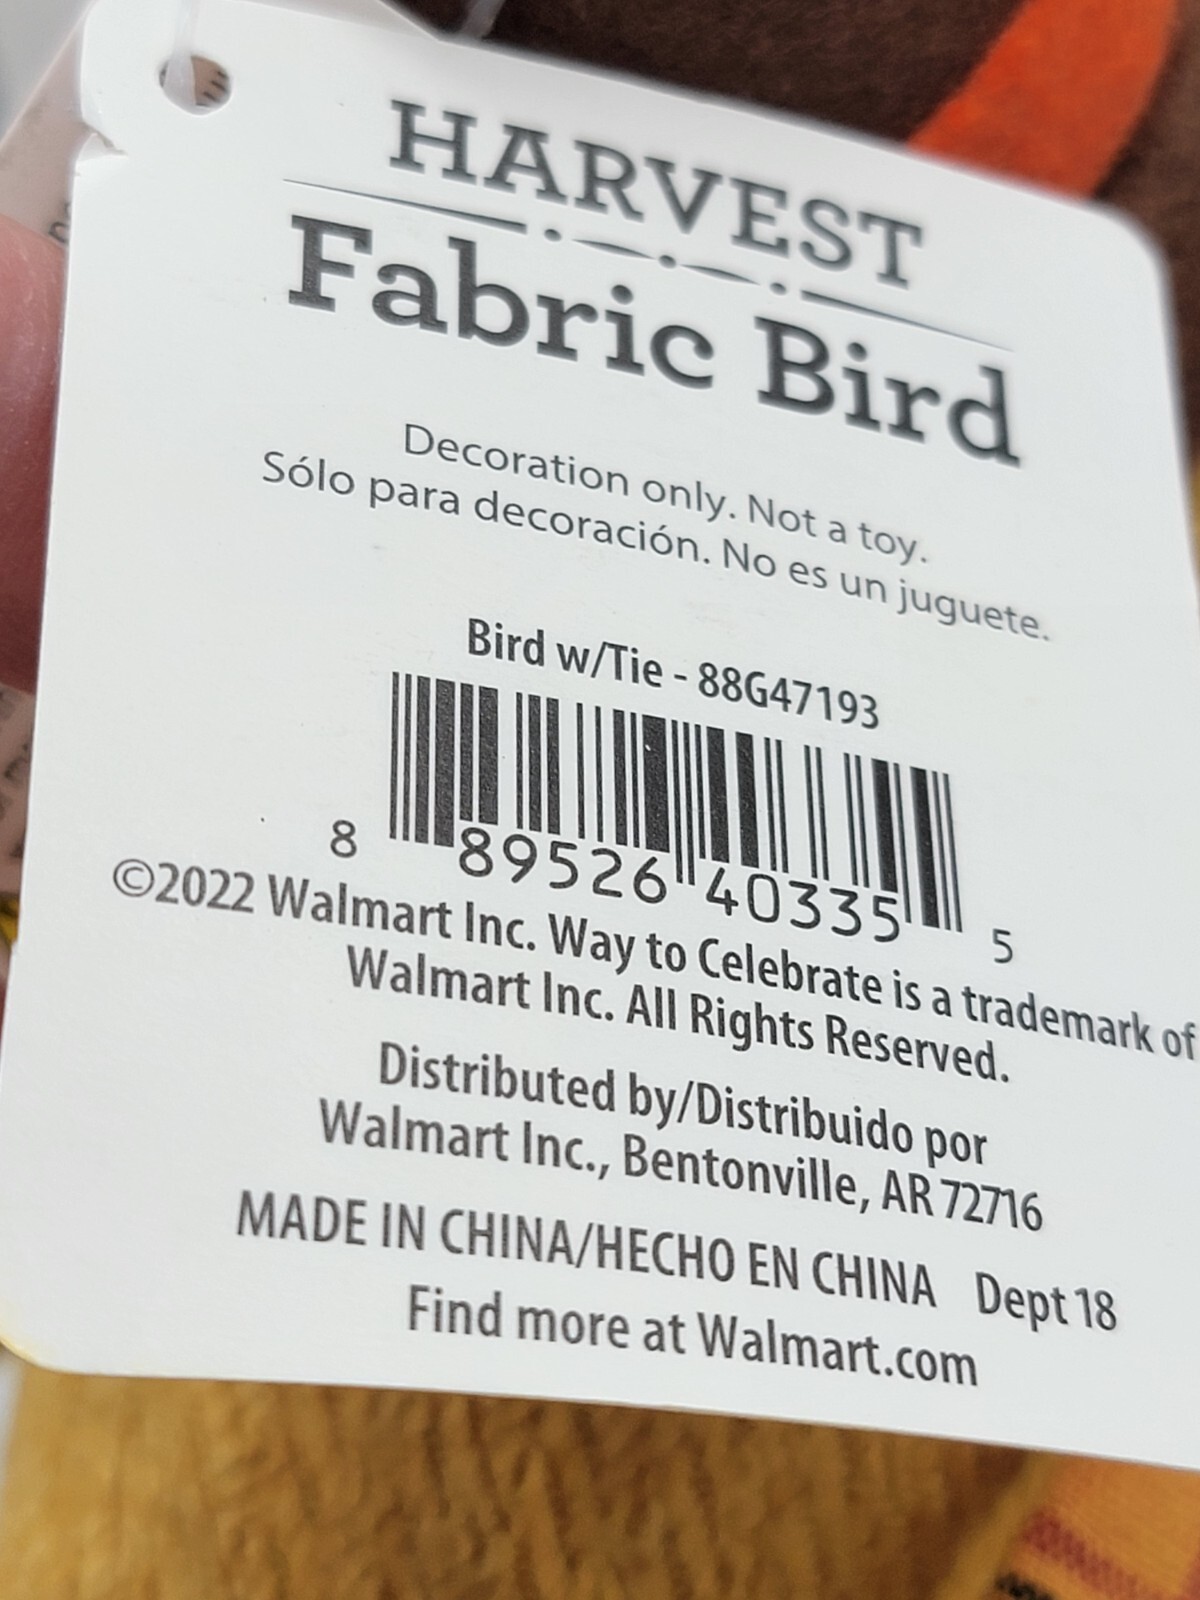 HARVEST
Fabric Bird
Decoration only. Not a toy.
Sólo para decoración. No es un juguete.
Bird w/Tie - 88G47193
8 89526 40335 5
©2022 Walmart Inc. Way to Celebrate is a trademark of
Walmart Inc. All Rights Reserved.
Distributed by/Distribuido por
Walmart Inc., Bentonville, AR 72716
MADE IN CHINA/HECHO EN CHINA Dept 18
Find more at Walmart.com